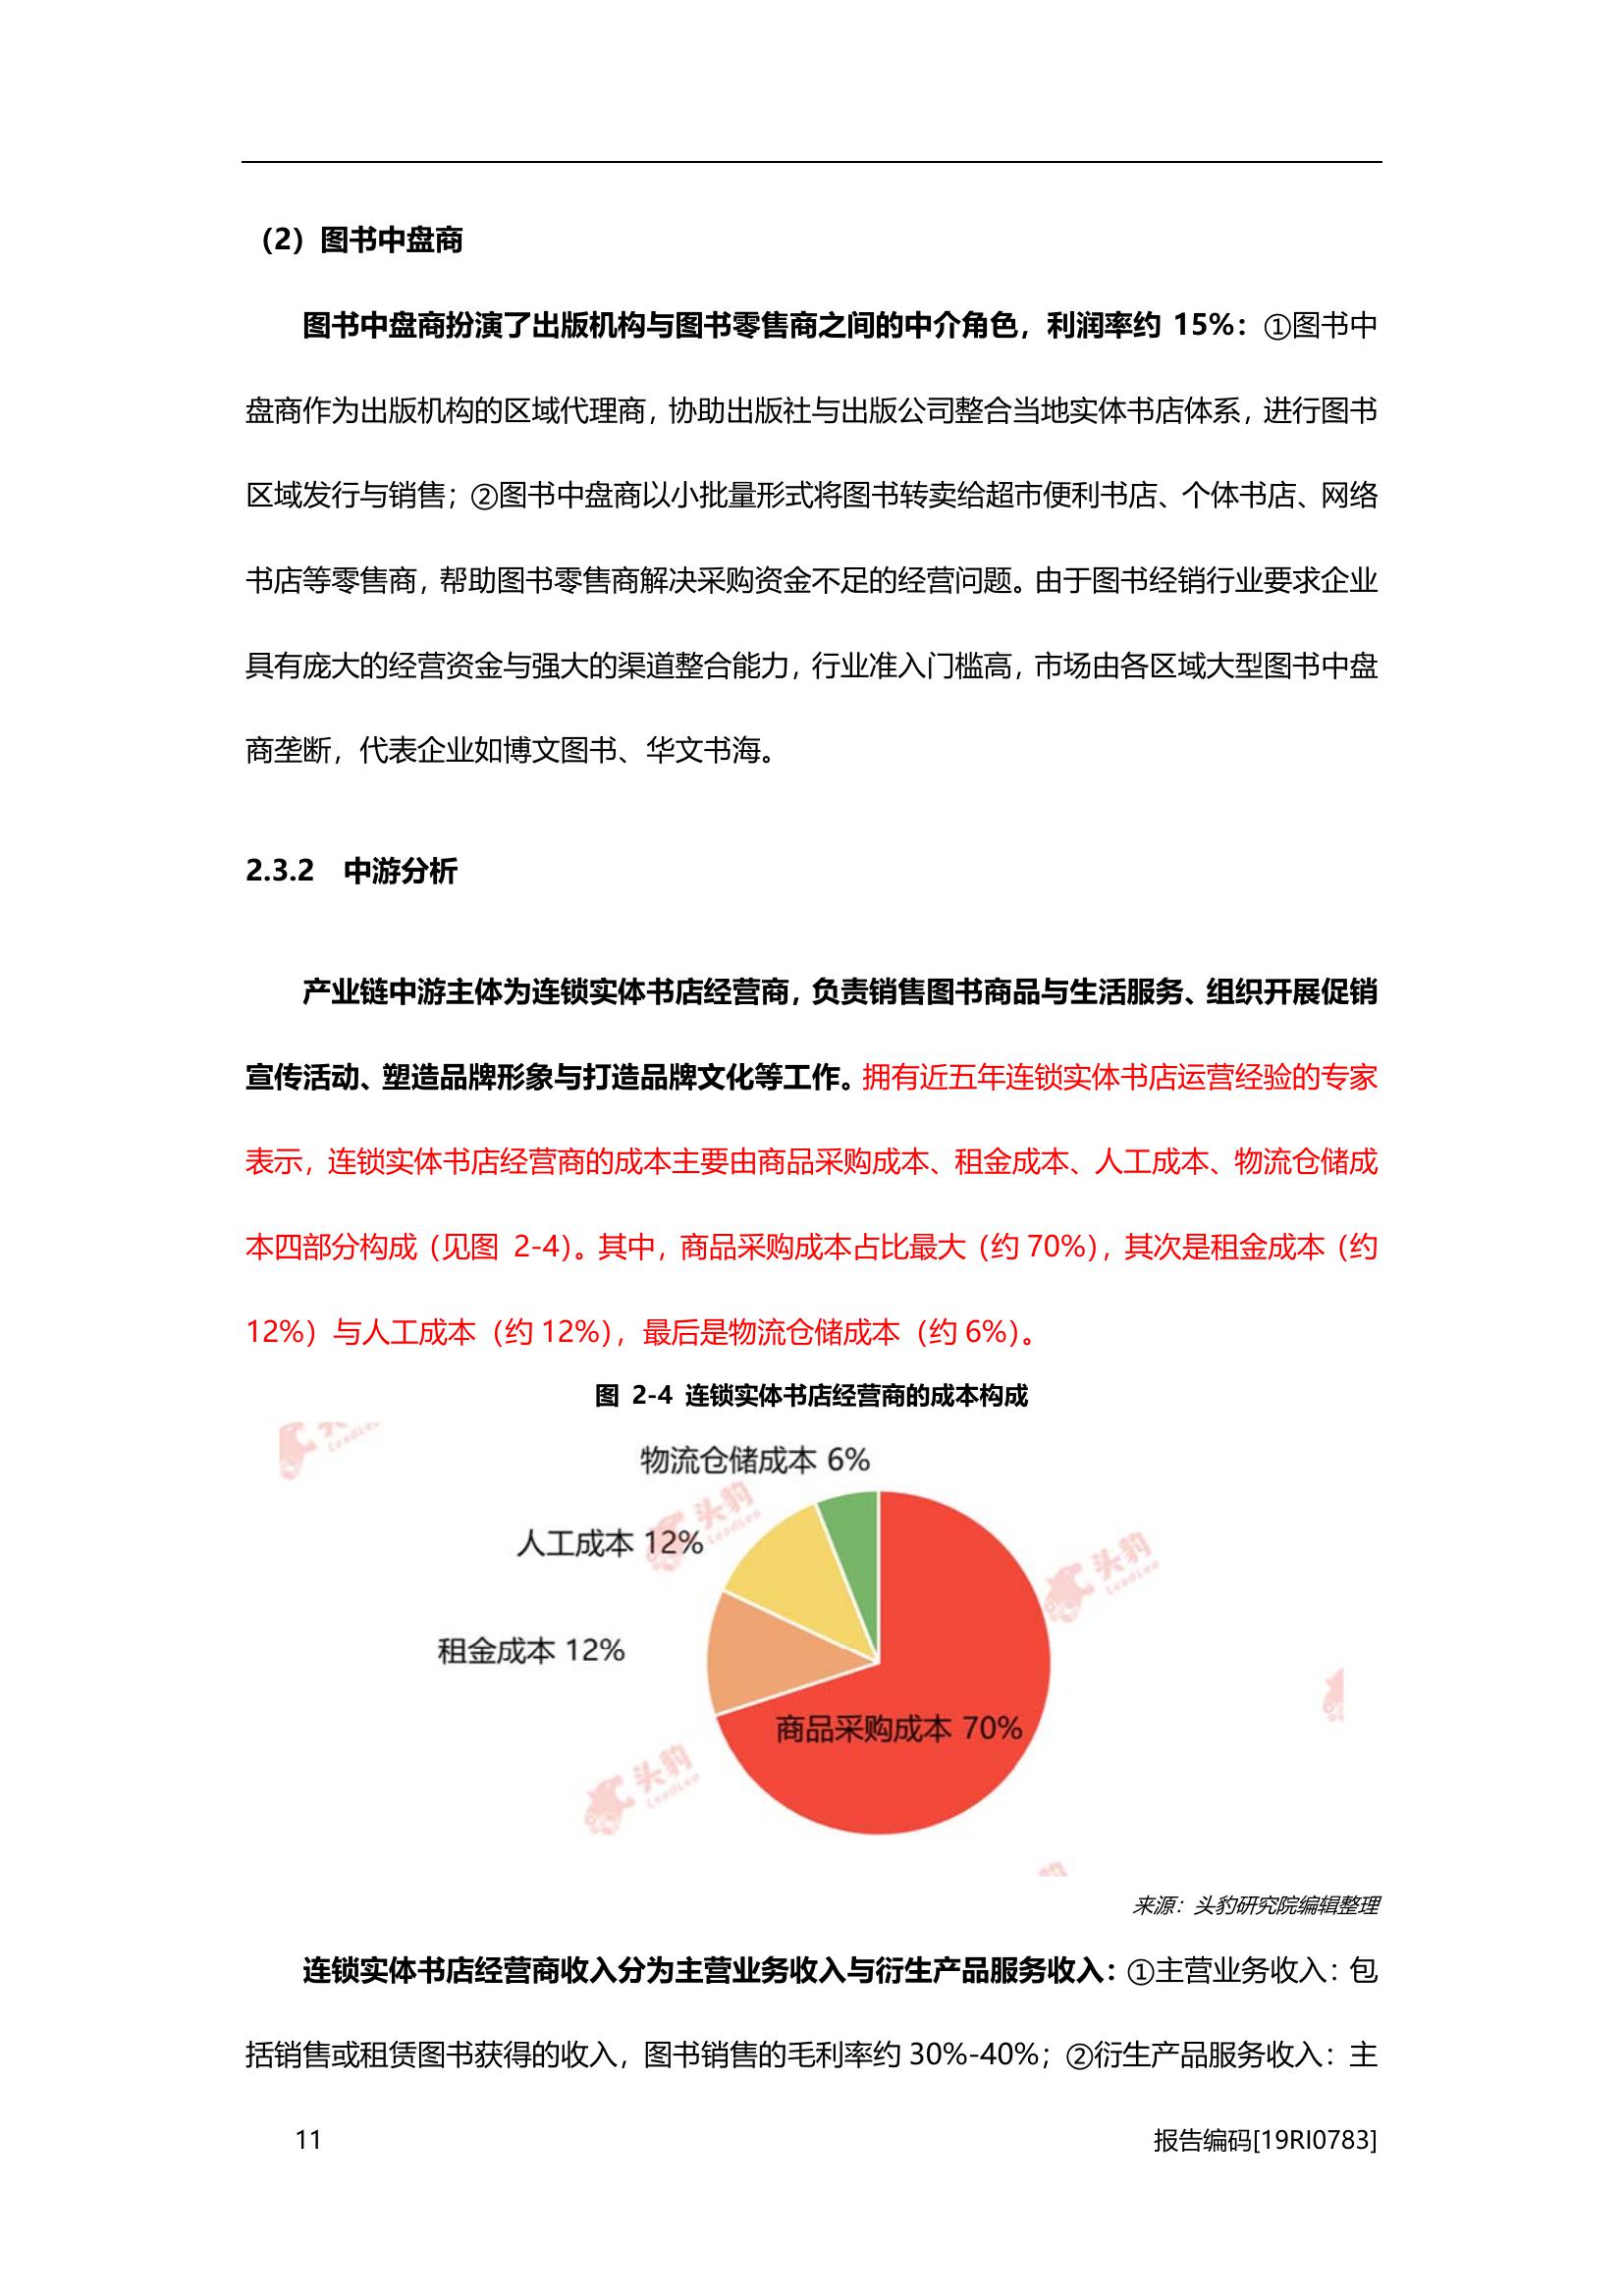 （2）图书中盘商
图书中盘商扮演了出版机构与图书零售商之间的中介角色，利润率约 15%：①图书中
盘商作为出版机构的区域代理商，协助出版社与出版公司整合当地实体书店体系，进行图书
区域发行与销售；②图书中盘商以小批量形式将图书转卖给超市便利书店、个体书店、网络
书店等零售商，帮助图书零售商解决采购资金不足的经营问题。由于图书经销行业要求企业
具有庞大的经营资金与强大的渠道整合能力，行业准入门槛高，市场由各区域大型图书中盘
商垄断，代表企业如博文图书、华文书海。
2.3.2 中游分析
产业链中游主体为连锁实体书店经营商，负责销售图书商品与生活服务、组织开展促销
宣传活动、塑造品牌形象与打造品牌文化等工作。拥有近五年连锁实体书店运营经验的专家
表示，连锁实体书店经营商的成本主要由商品采购成本、租金成本、人工成本、物流仓储成
本四部分构成（见图 2-4）。其中，商品采购成本占比最大（约 70%），其次是租金成本（约
12%）与人工成本（约 12%），最后是物流仓储成本（约 6%）。
图 2-4 连锁实体书店经营商的成本构成
头豹
LeadLeo
物流仓储成本 6%
头豹
LeadLeo
人工成本 12%
头豹
LeadLeo
租金成本 12%
商品采购成本 70%
头豹
LeadLeo
来源：头豹研究院编辑整理
连锁实体书店经营商收入分为主营业务收入与衍生产品服务收入：①主营业务收入：包
括销售或租赁图书获得的收入，图书销售的毛利率约 30%-40%；②衍生产品服务收入：主
11
报告编码[19RI0783]